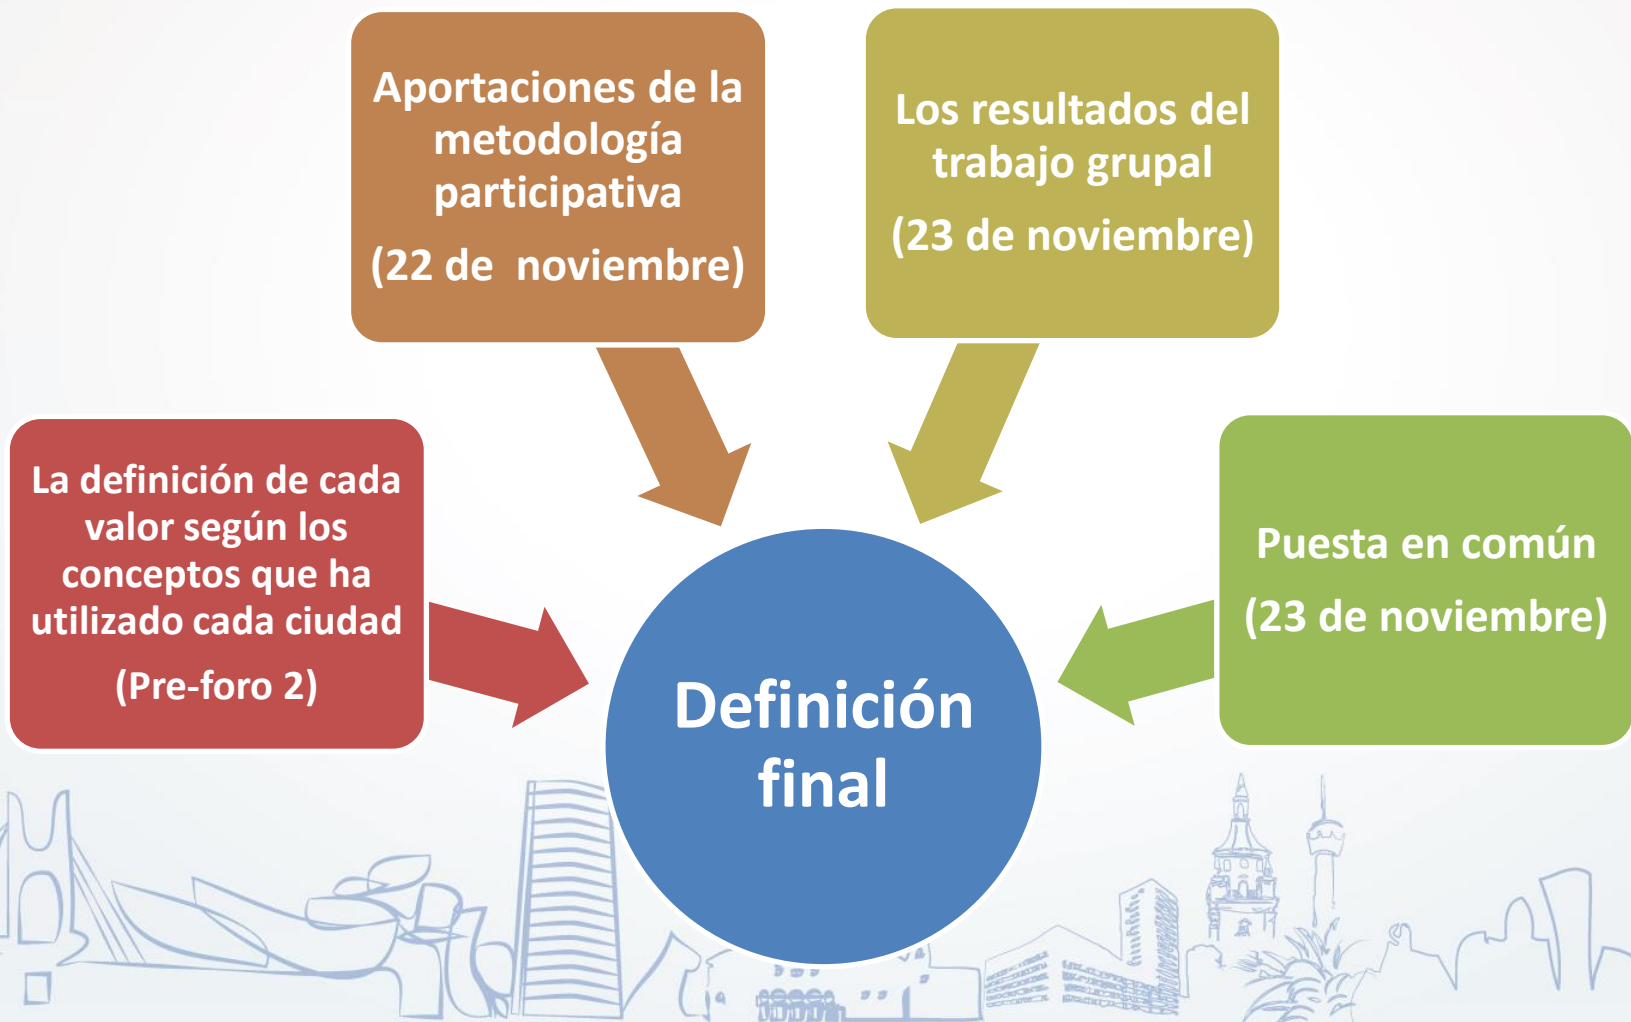 Aportaciones de la
metodología
participativa
(22 de  noviembre)
Los resultados del
trabajo grupal
(23 de noviembre)
La definición de cada
valor según los
conceptos que ha
utilizado cada ciudad
(Pre-foro 2)
Puesta en común
(23 de noviembre)
Definición
final